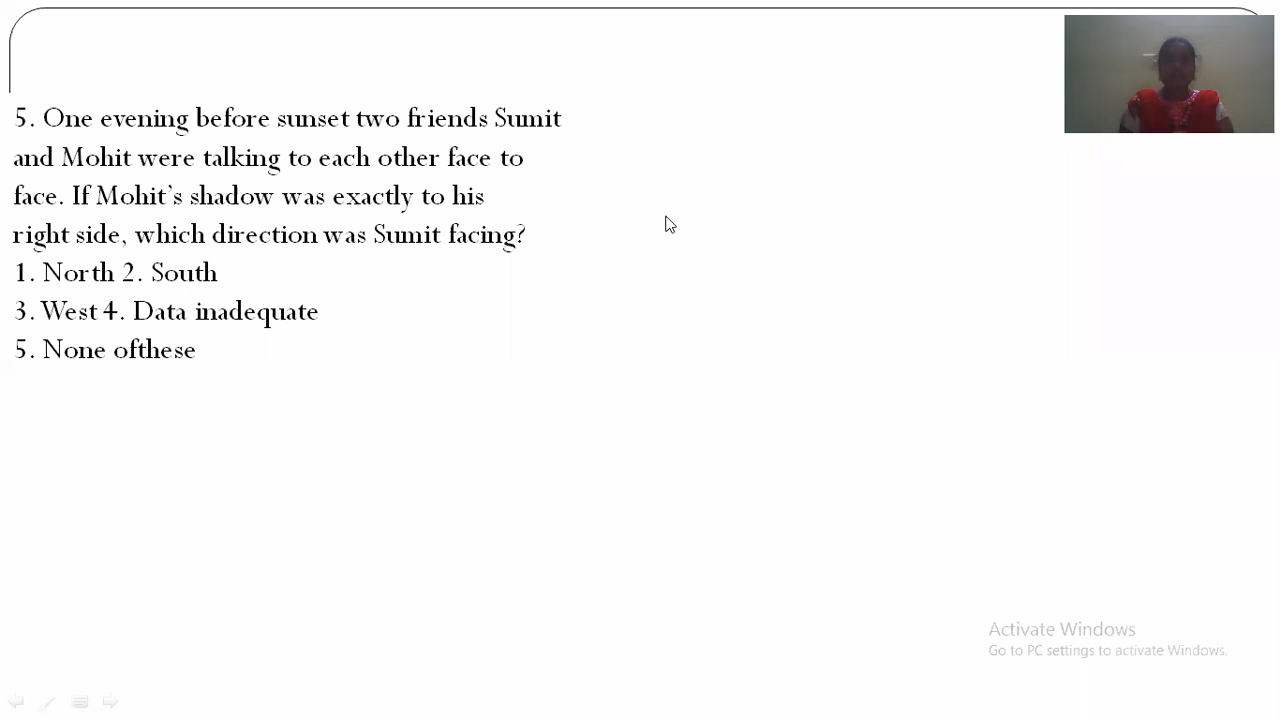 5. One evening before sunset two friends Sumit
and Mohit were talking to each other face to
face. If Mohit’s shadow was exactly to his
right side, which direction was Sumit facing?
1. North 2. South
3. West 4. Data inadequate
5. None ofthese
Activate Windows
Go to PC settings to activate Windows.